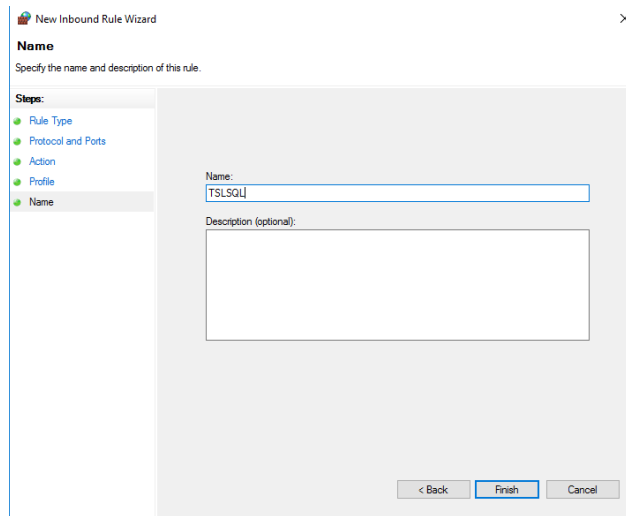 New Inbound Rule Wizard
Name
Specify the name and description of this rule.
Steps:
Rule Type
Protocol and Ports
Action
Profile
Name
Name:
TSLSQL
Description (optional):
< Back
Finish
Cancel